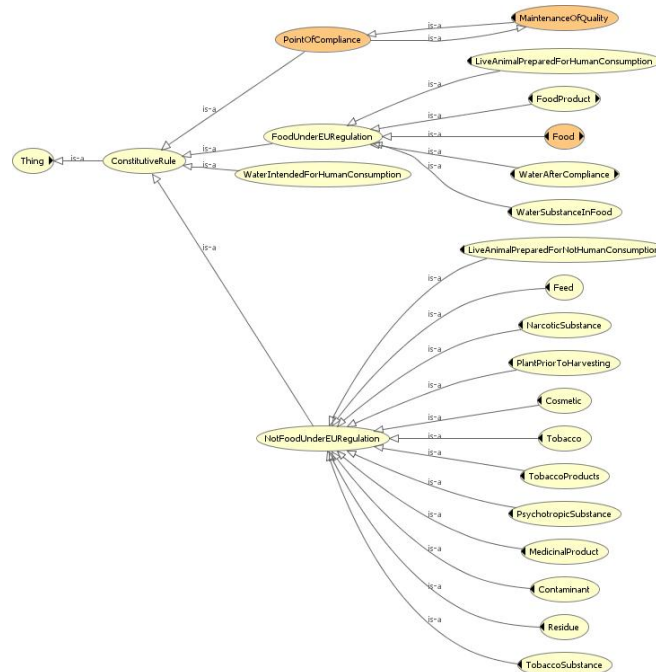 MaintenanceOfQuality
is-a
is-a
PointOfCompliance
LiveAnimalPreparedForHumanConsumption
is-a
is-a
FoodProduct
is-a
FoodUnderEURegulation
is-a
Food
is-a
Thing
is-a
ConstitutiveRule
is-a
is-a
WaterIntendedForHumanConsumption
is-a
WaterAfterCompliance
is-a
WaterSubstanceInFood
is-a
LiveAnimalPreparedForNotHumanConsumption
is-a
Feed
is-a
NarcoticSubstance
is-a
PlantPriorToHarvesting
is-a
Cosmetic
is-a
NotFoodUnderEURegulation
is-a
Tobacco
is-a
TobaccoProducts
is-a
PsychotropicSubstance
is-a
MedicinalProduct
is-a
Contaminant
is-a
Residue
is-a
TobaccoSubstance